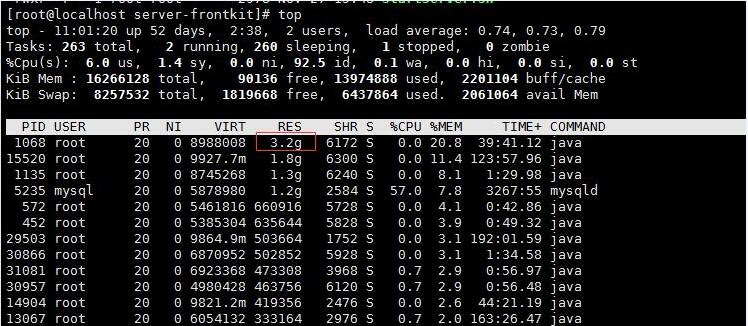 [root@localhost server-frontkit]# top
top - 11:01:20 up 52 days,  2:38,  2 users,  load average: 0.74, 0.73, 0.79
Tasks: 263 total,   2 running, 260 sleeping,   1 stopped,   0 zombie
%Cpu(s):  6.0 us,  1.4 sy,  0.0 ni, 92.5 id,  0.1 wa,  0.0 hi,  0.0 si,  0.0 st
KiB Mem : 16266128 total,    90136 free, 13974888 used,  2201104 buff/cache
KiB Swap:  8257532 total,  1819668 free,  6437864 used.  2061064 avail Mem
PID USER PR NI VIRT RES SHR S %CPU %MEM TIME+ COMMAND
1068 root 20 0 8988008 3.2g 6172 S 0.0 20.8 39:41.12 java
15520 root 20 0 9927.7m 1.8g 6300 S 0.0 11.4 123:57.96 java
1135 root 20 0 8745268 1.3g 6240 S 0.0 8.1 1:29.98 java
5235 mysql 20 0 5878980 1.2g 2584 S 57.0 7.8 3267:55 mysqld
572 root 20 0 5461816 660916 5728 S 0.0 4.1 0:42.86 java
452 root 20 0 5385304 635644 5828 S 0.0 3.9 0:49.32 java
29503 root 20 0 9864.9m 503664 1752 S 0.0 3.1 192:01.59 java
30866 root 20 0 6870952 502852 5928 S 0.0 3.1 1:34.58 java
31081 root 20 0 6923368 473308 3968 S 0.7 2.9 0:56.97 java
30957 root 20 0 4980428 463756 6120 S 0.7 2.9 0:56.48 java
14904 root 20 0 9821.2m 419356 2476 S 0.0 2.6 44:21.19 java
13067 root 20 0 6054132 333164 2976 S 0.7 2.0 163:26.47 java